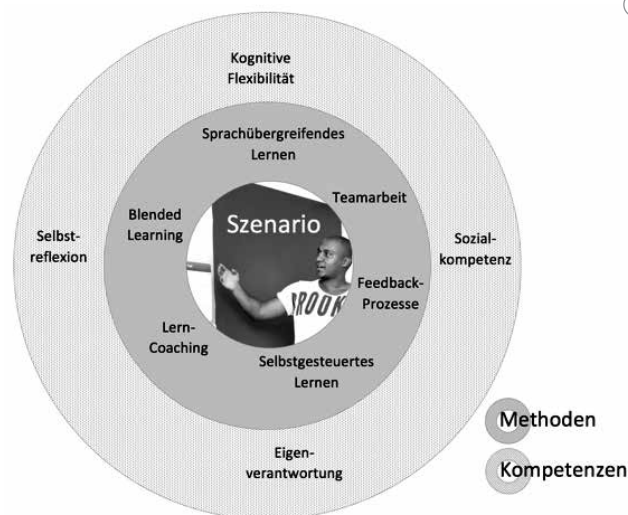 Kognitive
Flexibilität
Sprachübergreifendes
Lernen
Teamarbeit
Blended
Learning
Szenario
Selbst-
reflexion
Sozial-
kompetenz
Feedback-
Prozesse
BROOK
Lern-
Coaching
Selbstgesteuertes
Lernen
Methoden
Eigen-
verantwortung
Kompetenzen